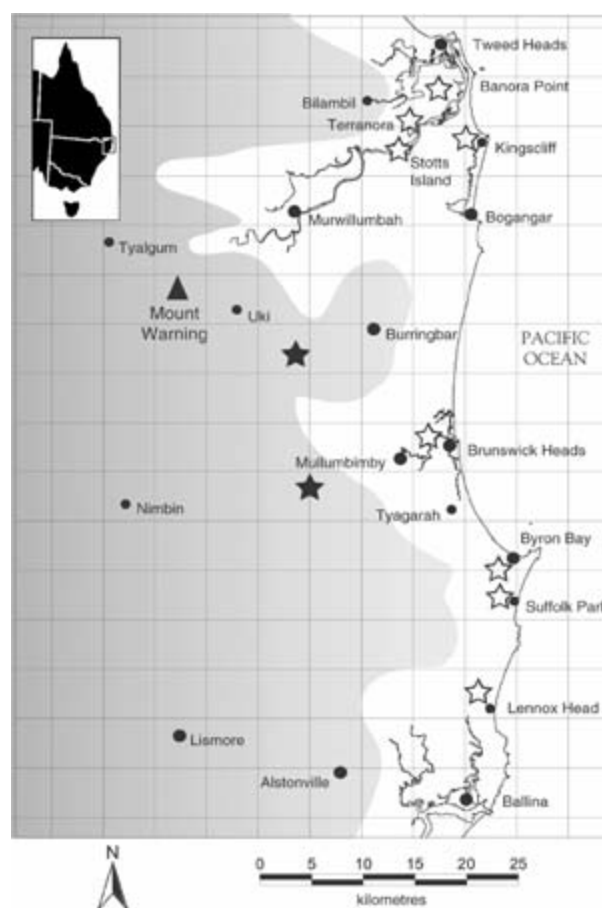 Tweed Heads
Banora Point
Bilambil
Terranora
Stotts
Island
Kingscliff
Murwillumbah
Bogangar
Tyalgum
Mount
Warning
Uki
Burringbar
PACIFIC
OCEAN
Mullumbimby
Brunswick Heads
Nimbin
Tyagarah
Byron Bay
Suffolk Park
Lennox Head
Lismore
Alstonville
Ballina
N
0 5 10 15 20 25
kilometres